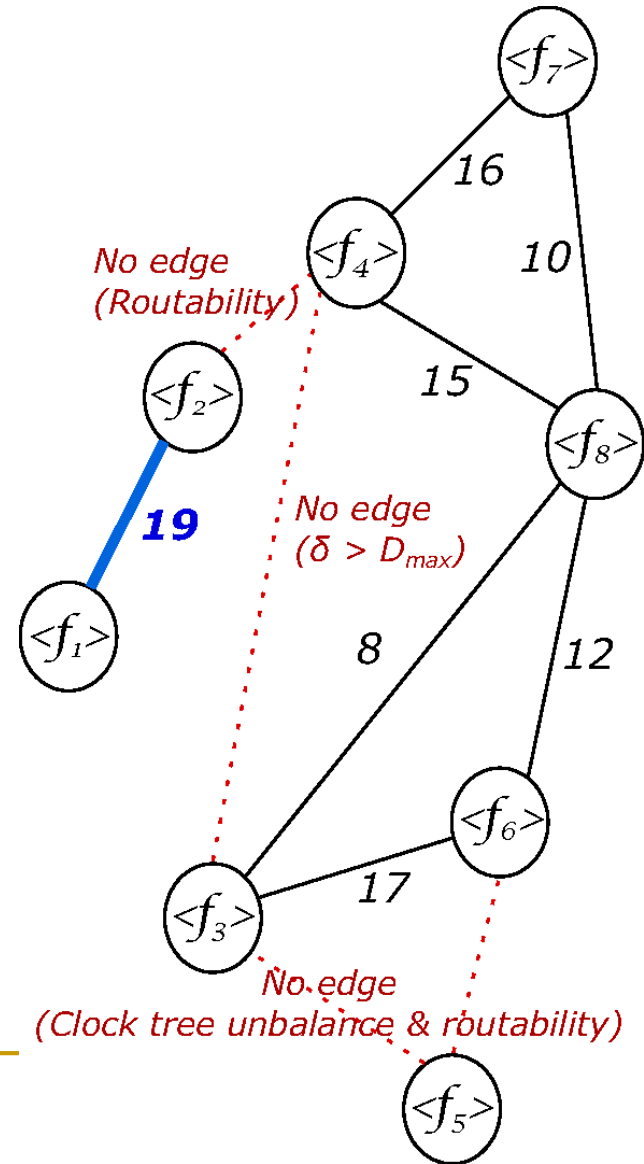 <f₇>
16
<f₄>
No edge
(Routability)
10
15
<f₂>
<f₈>
19
No edge
(δ > Dmax)
<f₁>
8
12
<f₆>
17
<f₃>
No edge
(Clock tree unbalance & routability)
<f₅>